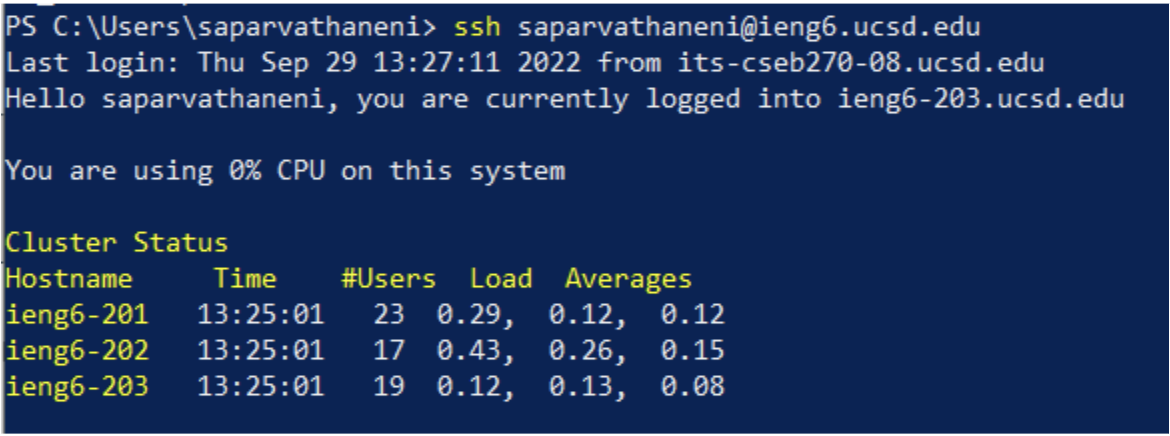 PS C:\Users\saparvathaneni> ssh saparvathaneni@ieng6.ucsd.edu
Last login: Thu Sep 29 13:27:11 2022 from its-cseb270-08.ucsd.edu
Hello saparvathaneni, you are currently logged into ieng6-203.ucsd.edu
You are using 0% CPU on this system
Cluster Status
Hostname     Time    #Users  Load  Averages
ieng6-201   13:25:01   23  0.29,  0.12,  0.12
ieng6-202   13:25:01   17  0.43,  0.26,  0.15
ieng6-203   13:25:01   19  0.12,  0.13,  0.08